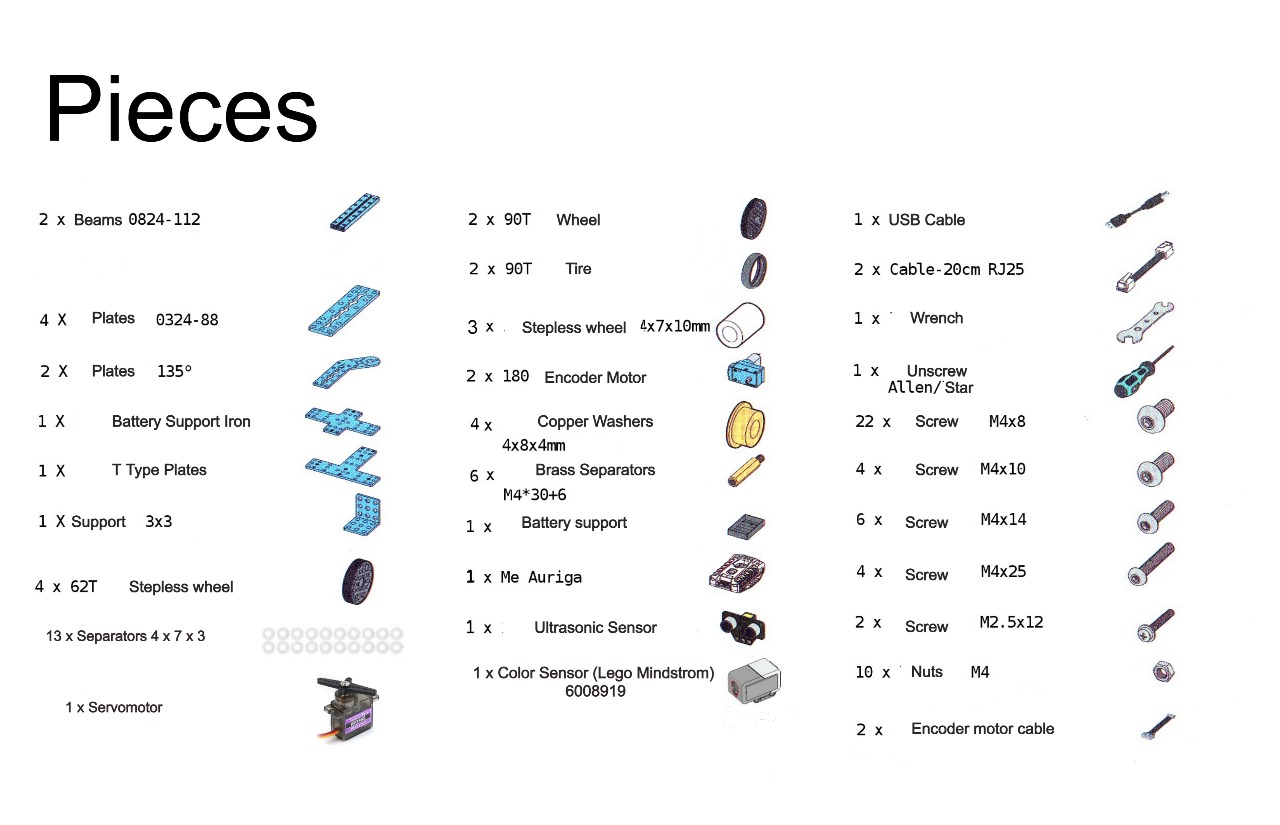 Pieces
2 x Beams 0824-112
4 X Plates 0324-88
2 X Plates 135º
1 X Battery Support Iron
1 X T Type Plates
1 X Support 3x3
4 x 62T Stepless wheel
13 x Separators 4 x 7 x 3
1 x Servomotor
2 x 90T Wheel
2 x 90T Tire
3 x Stepless wheel 4x7x10mm
2 x 180 Encoder Motor
4 x Copper Washers
4x8x4mm
6 x Brass Separators
M4*30+6
1 x Battery support
1 x Me Auriga
1 x Ultrasonic Sensor
1 x Color Sensor (Lego Mindstrom)
6008919
1 x USB Cable
2 x Cable-20cm RJ25
1 x Wrench
1 x Unscrew
Allen/Star
22 x Screw M4x8
4 x Screw M4x10
6 x Screw M4x14
4 x Screw M4x25
2 x Screw M2.5x12
10 x Nuts M4
2 x Encoder motor cable